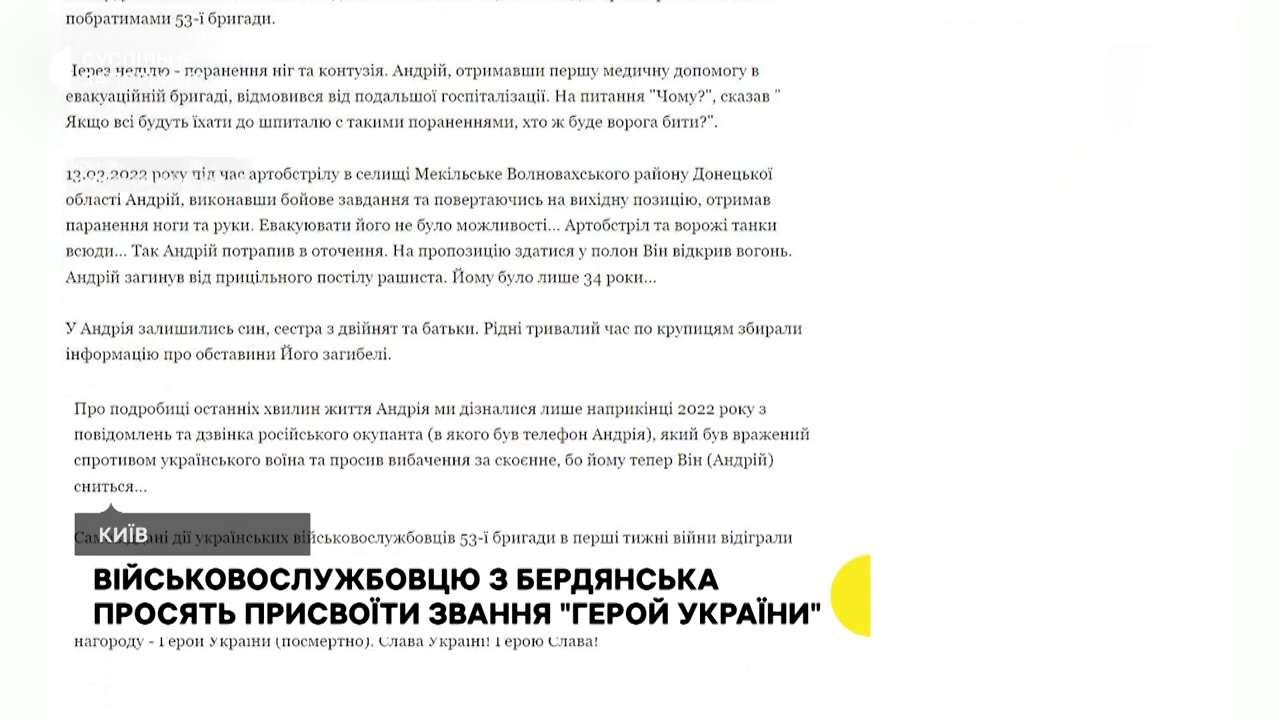 побратимами 53-ї бригади.
СУСПІЛЬНЕ
Через неділю - поранення ніг та контузія. Андрій, отримавши першу медичну допомогу в
евакуаційній бригаді, відмовився від подальшої госпіталізації. На питання "Чому?", сказав "
Якщо всі будуть їхати до шпиталю с такими пораненнями, хто ж буде ворога бити?".
13.03.2022 року під час артобстрілу в селищі Мекільське Волновахського району Донецької
області Андрій, виконавши бойове завдання та повертаючись на вихідну позицію, отримав
паранення ноги та руки. Евакуювати його не було можливості... Артобстріл та ворожі танки
всюди... Так Андрій потрапив в оточення. На пропозицію здатися у полон Він відкрив вогонь.
Андрій загинув від прицільного постілу рашиста. Йому було лише 34 роки...
У Андрія залишились син, сестра з двійнят та батьки. Рідні тривалий час по крупицям збирали
інформацію про обставини Його загибелі.
Про подробиці останніх хвилин життя Андрія ми дізналися лише наприкінці 2022 року з
повідомлень та дзвінка російського окупанта (в якого був телефон Андрія), який був вражений
спротивом українського воїна та просив вибачення за скоєнне, бо йому тепер Він (Андрій)
сниться...
КИЇВ
дії українських військовослужбовців 53-ї бригади в перші тижні війни відіграли
ВІЙСЬКОВОСЛУЖБОВЦЮ З БЕРДЯНСЬКА
ПРОСЯТЬ ПРИСВОЇТИ ЗВАННЯ "ГЕРОЙ УКРАЇНИ"
нагороду - Герой України (посмертно). Слава Україні! Герою Слава!